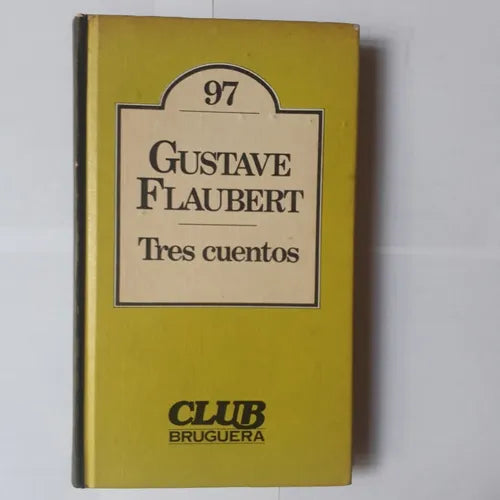 97
GUSTAVE
FLAUBERT
Tres cuentos
CLUB
BRUGUERA